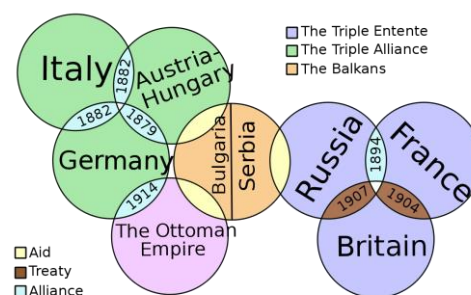 The Triple Entente
The Triple Alliance
The Balkans
Italy
1882
Austria-
Hungary
1882
1879
Germany
Bulgaria
Serbia
Russia
1894
France
1914
The Ottoman
Empire
1907
1904
Britain
Aid
Treaty
Alliance